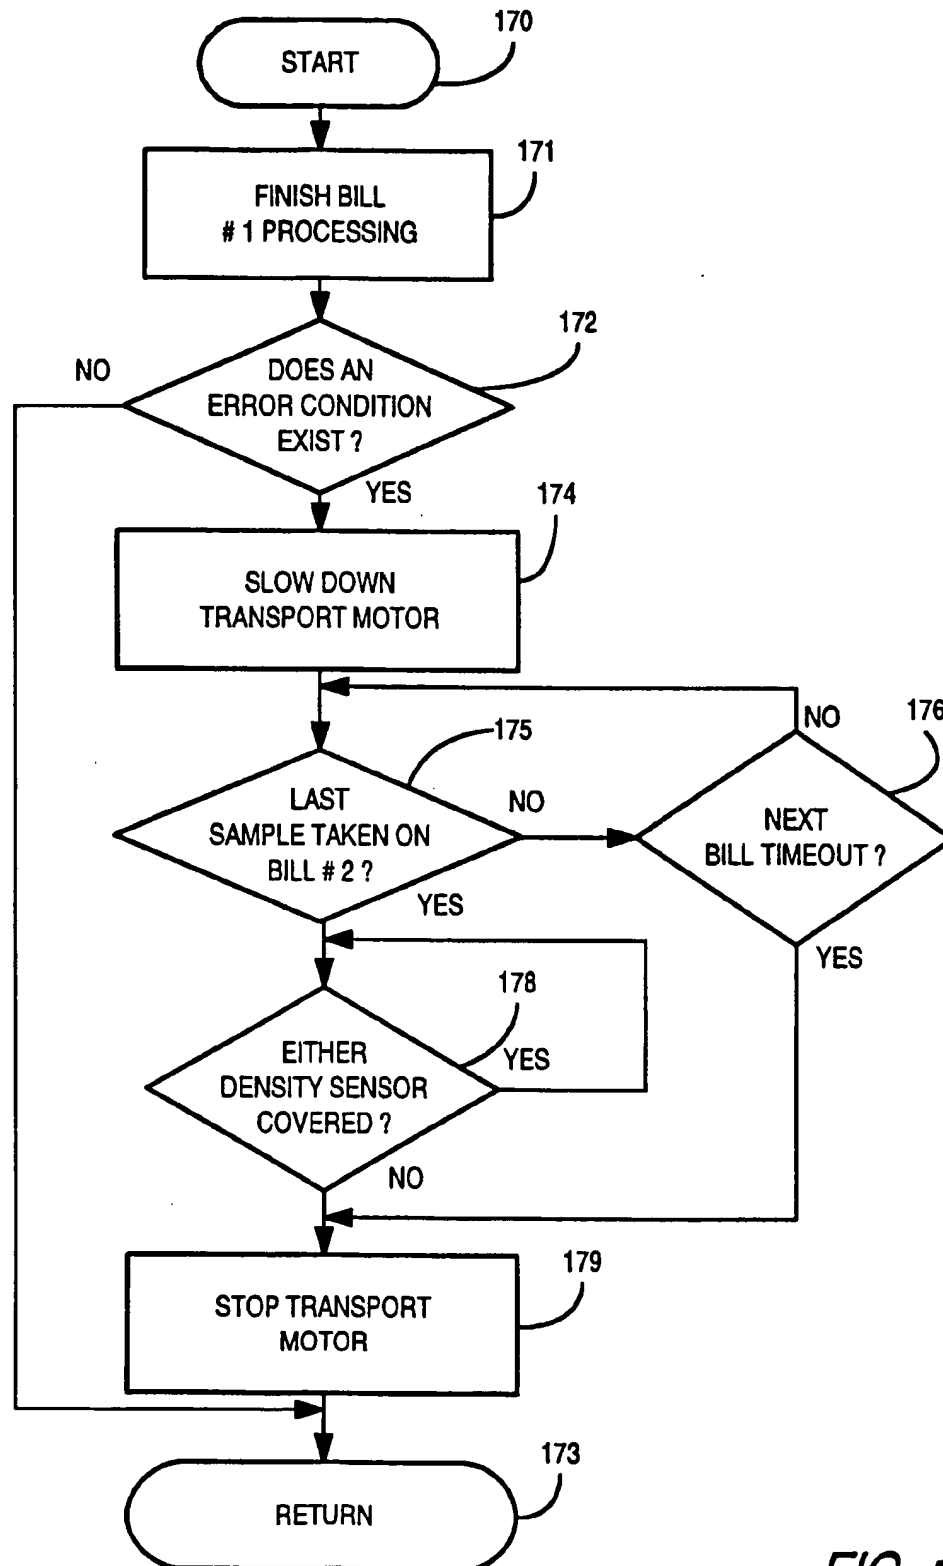 170
START
171
FINISH BILL
# 1 PROCESSING
172
NO
DOES AN
ERROR CONDITION
EXIST ?
YES
174
SLOW DOWN
TRANSPORT MOTOR
175
NO
176
LAST
SAMPLE TAKEN ON
BILL # 2 ?
NO
NEXT
BILL TIMEOUT ?
YES
YES
178
EITHER
DENSITY SENSOR
COVERED ?
YES
NO
179
STOP TRANSPORT
MOTOR
173
RETURN
FIG.